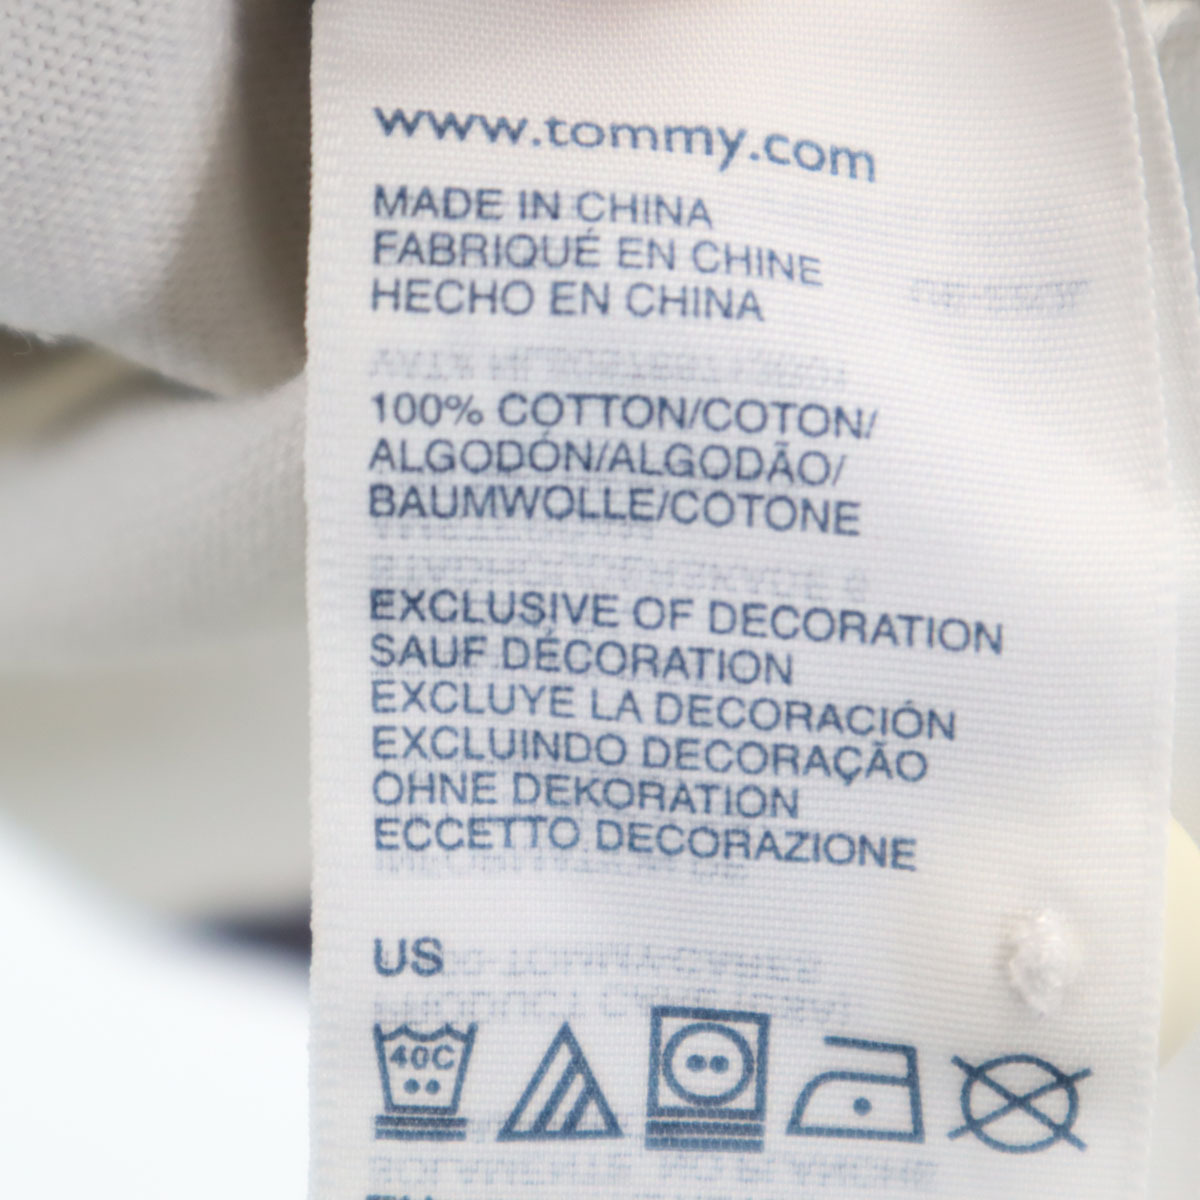 www.tommy.com
MADE IN CHINA
FABRIQUÉ EN CHINE
HECHO EN CHINA
100% COTTON/COTON/
ALGODÓN/ALGODÃO/
BAUMWOLLE/COTONE
EXCLUSIVE OF DECORATION
SAUF DÉCORATION
EXCLUYE LA DECORACIÓN
EXCLUINDO DECORAÇÃO
OHNE DEKORATION
ECCETTO DECORAZIONE
US
40C